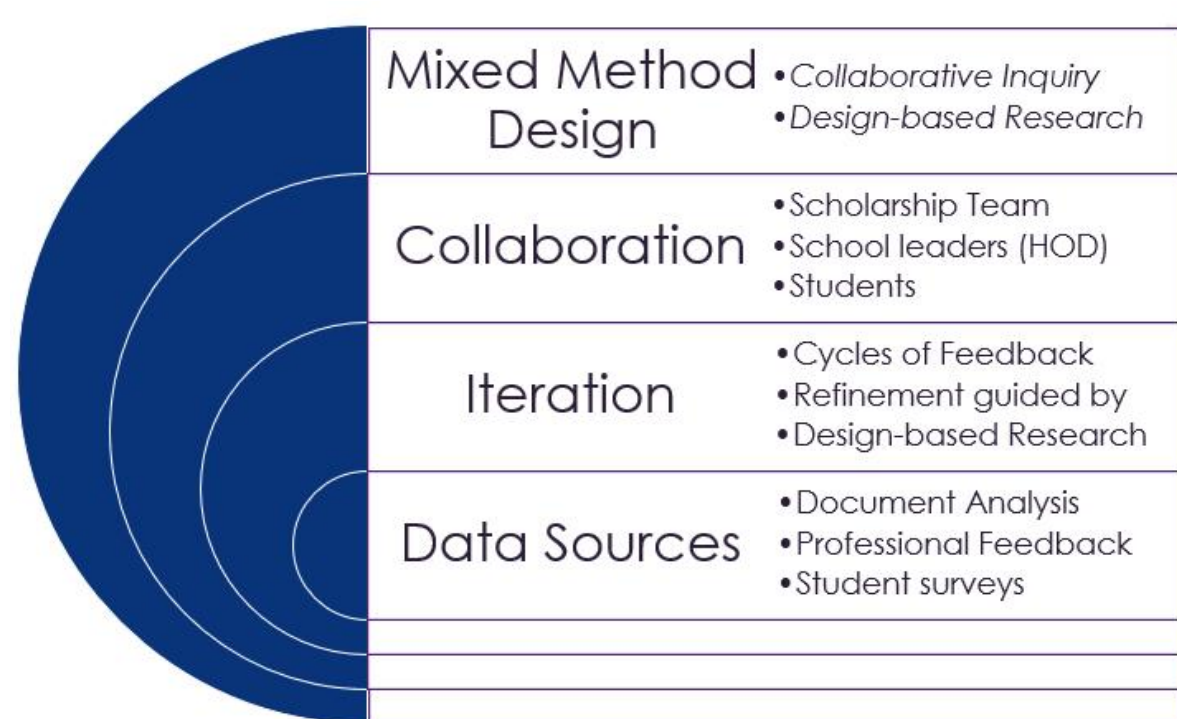 Mixed Method
Design
•Collaborative Inquiry
•Design-based Research
Collaboration
•Scholarship Team
•School leaders (HOD)
•Students
Iteration
•Cycles of Feedback
•Refinement guided by
•Design-based Research
Data Sources
•Document Analysis
•Professional Feedback
•Student surveys